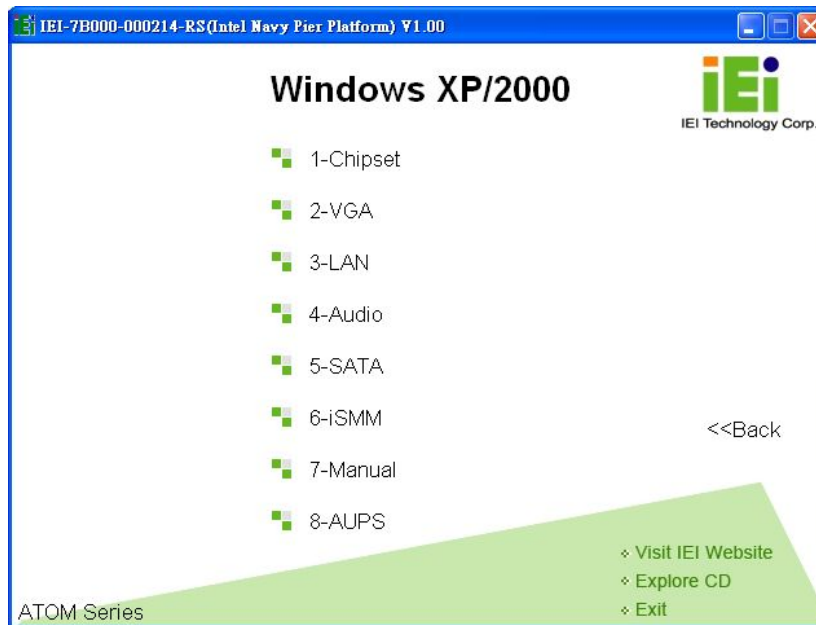 IEI-7B000-000214-RS(Intel Navy Pier Platform) V1.00
Windows XP/2000
iEi
IEI Technology Corp.
1-Chipset
2-VGA
3-LAN
4-Audio
5-SATA
6-iSMM
<<Back
7-Manual
8-AUPS
Visit IEI Website
Explore CD
Exit
ATOM Series